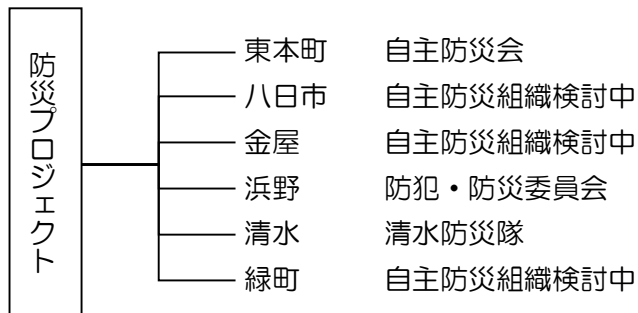 防災プロジェクト
東本町 自主防災会
八日市 自主防災組織検討中
金屋 自主防災組織検討中
浜野 防犯・防災委員会
清水 清水防災隊
緑町 自主防災組織検討中